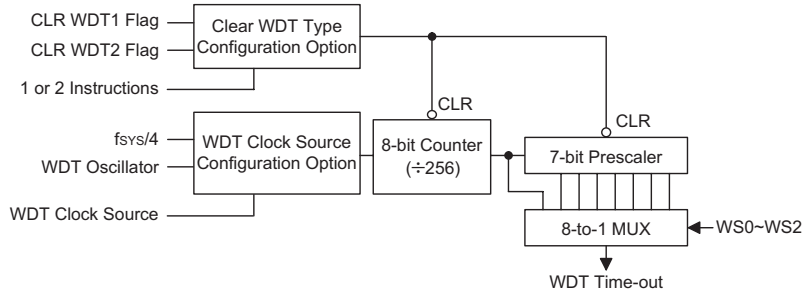 CLR WDT1 Flag
CLR WDT2 Flag
1 or 2 Instructions
Clear WDT Type
Configuration Option
fSYS/4
WDT Oscillator
WDT Clock Source
WDT Clock Source
Configuration Option
CLR
8-bit Counter
(÷256)
CLR
7-bit Prescaler
8-to-1 MUX
WS0~WS2
WDT Time-out